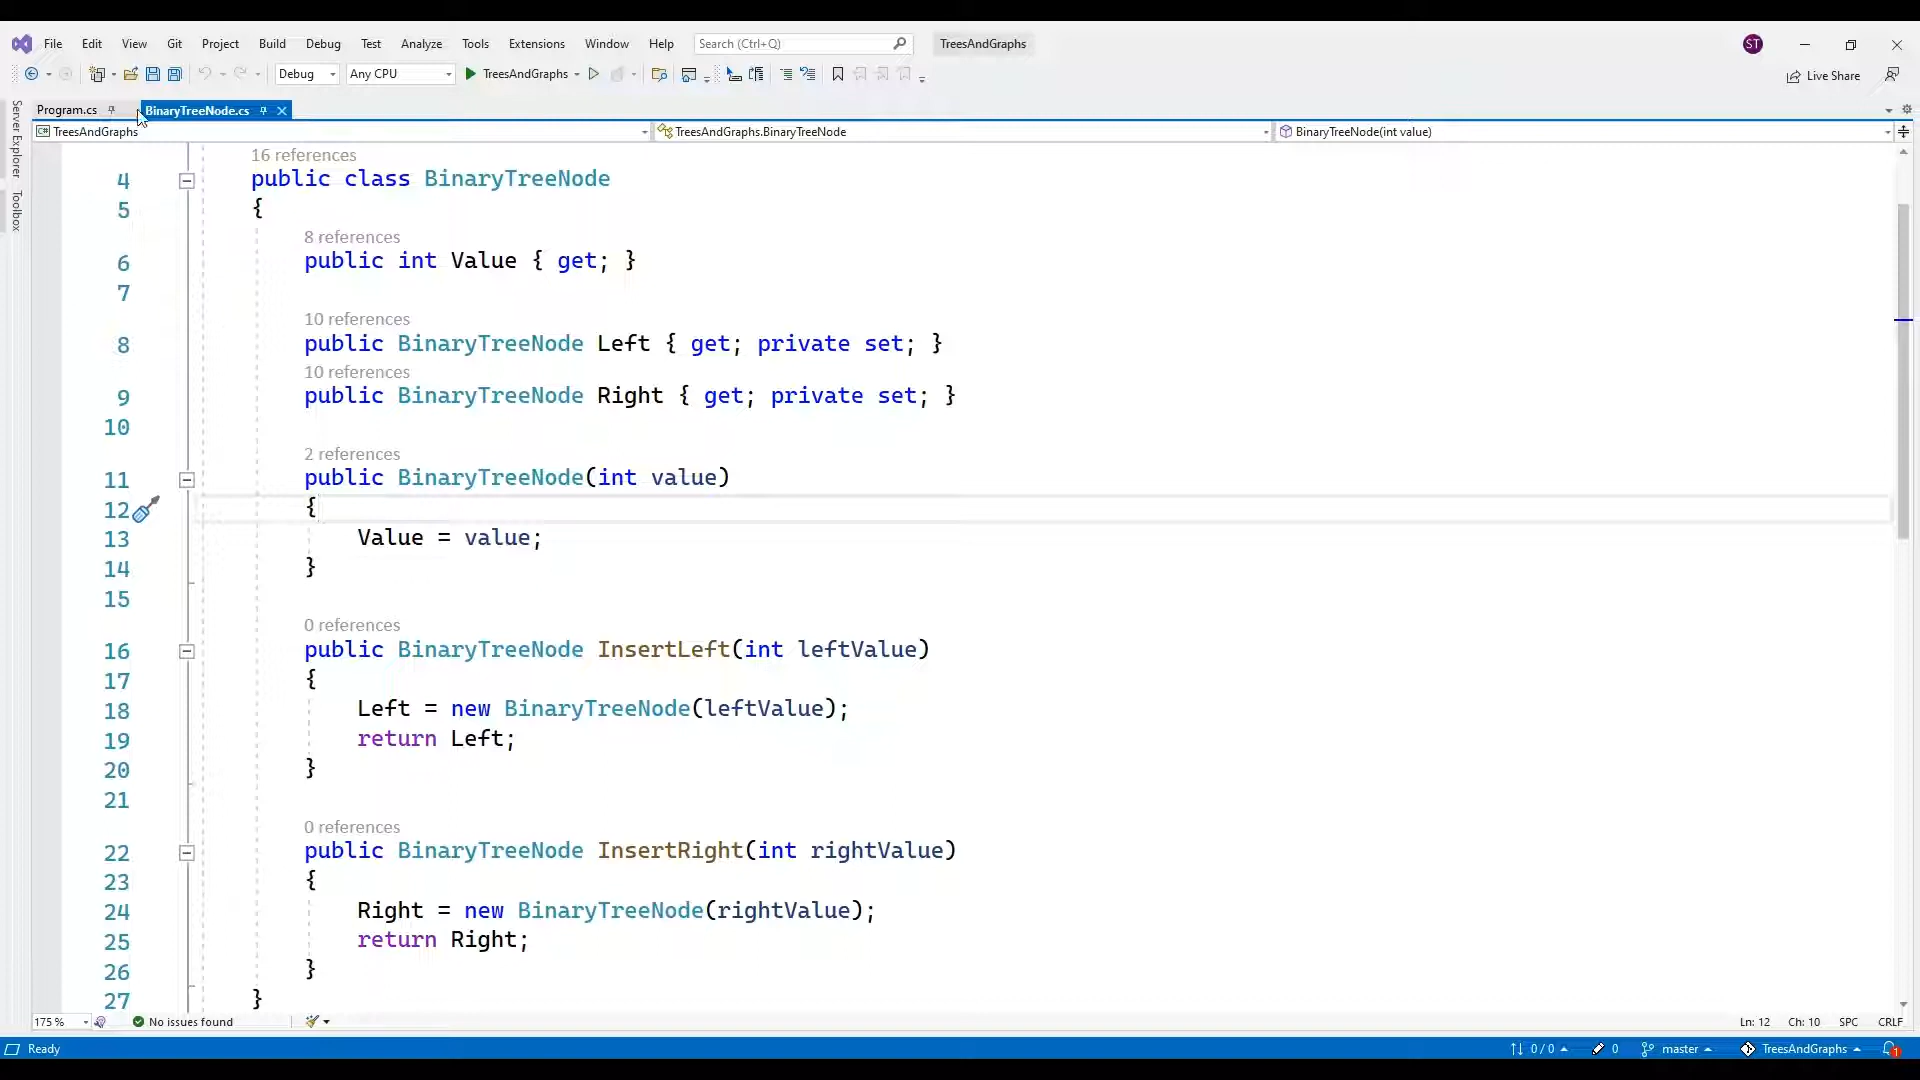 File Edit View Git Project Build Debug Test Analyze Tools Extensions Window Help Search (Ctrl+Q) TreesAndGraphs ST
Debug Any CPU TreesAndGraphs Live Share
Program.cs BinaryTreeNode.cs
TreesAndGraphs TreesAndGraphs.BinaryTreeNode BinaryTreeNode(int value)
Server Explorer
Toolbox
16 references
4 public class BinaryTreeNode
5 {
8 references
6 public int Value { get; }
7
10 references
8 public BinaryTreeNode Left { get; private set; }
10 references
9 public BinaryTreeNode Right { get; private set; }
10
2 references
11 public BinaryTreeNode(int value)
12 {
13 Value = value;
14 }
15
0 references
16 public BinaryTreeNode InsertLeft(int leftValue)
17 {
18 Left = new BinaryTreeNode(leftValue);
19 return Left;
20 }
21
0 references
22 public BinaryTreeNode InsertRight(int rightValue)
23 {
24 Right = new BinaryTreeNode(rightValue);
25 return Right;
26 }
27 }
175 % No issues found Ln: 12 Ch: 10 SPC CRLF
Ready 0 / 0 0 master TreesAndGraphs 1